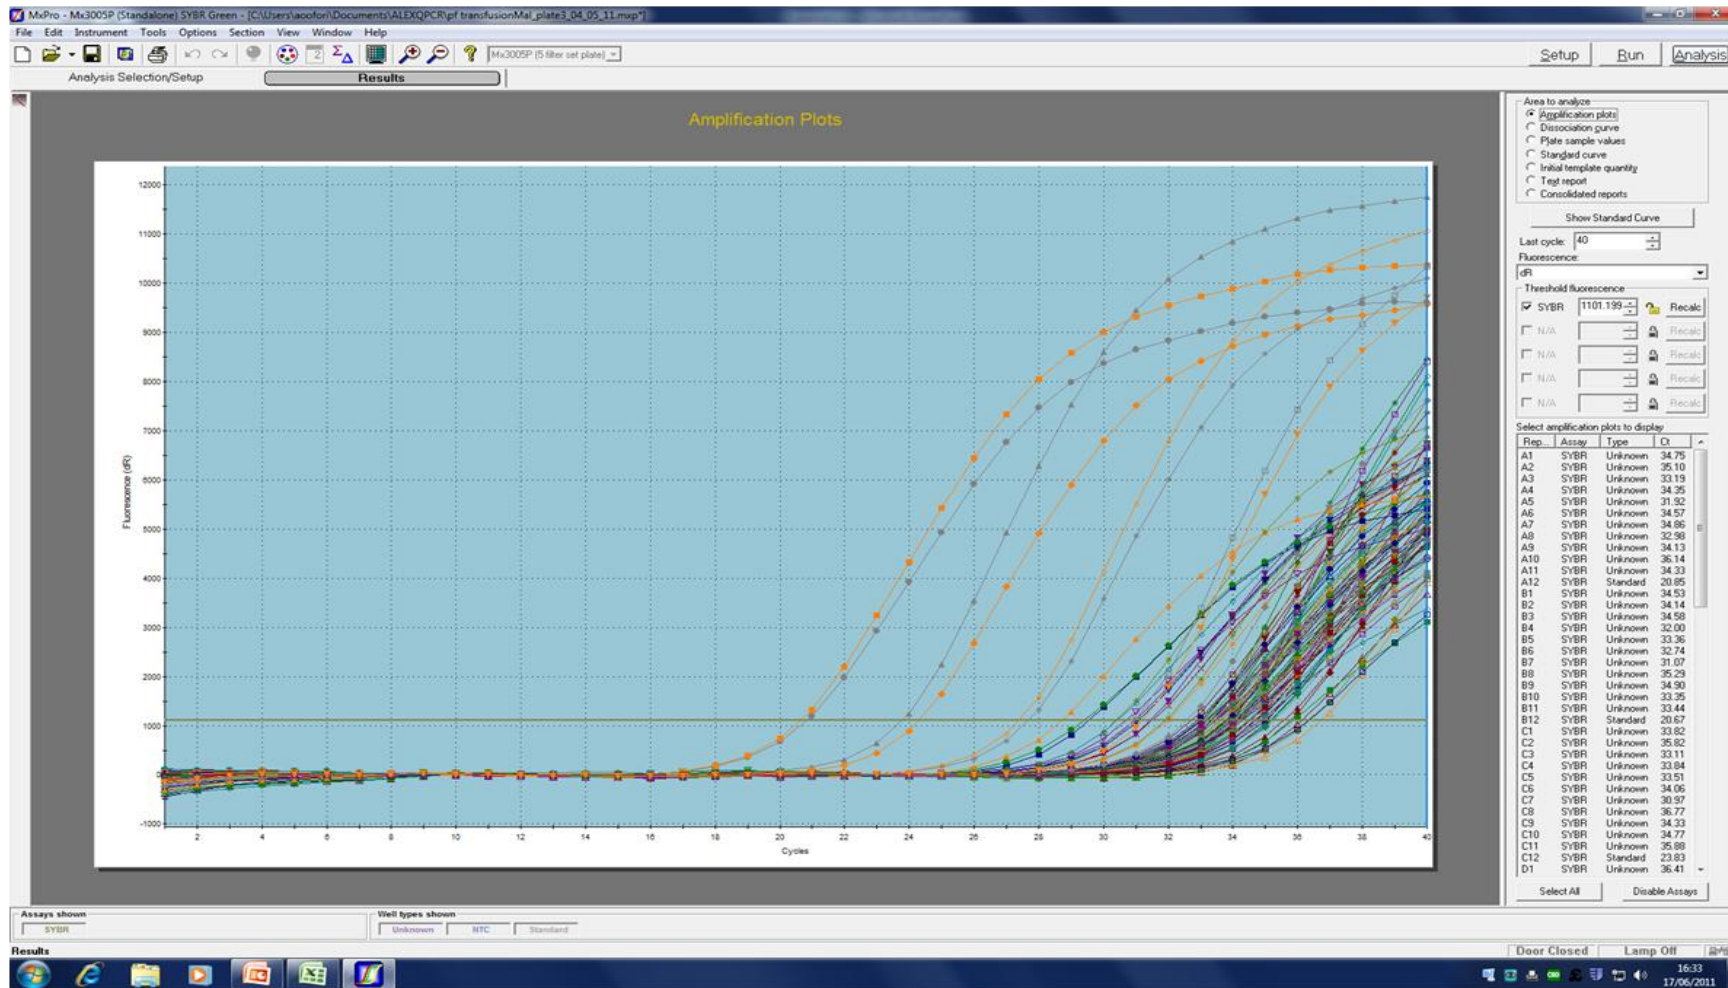 MxPro - Mx3005P (Standalone) SYBR Green - [C:\Users\aoofori\Documents\ALEXQPCR\pf transfusionMal_plate3_04_05_11.mxp*]
File Edit Instrument Tools Options Section View Window Help
Mx3005P (5 filter set plate)
Setup Run Analysis
Analysis Selection/Setup Results
Amplification Plots
12000
11000
10000
9000
8000
7000
6000
5000
4000
3000
2000
1000
0
-1000
Fluorescence (dR)
2 4 6 8 10 12 14 16 18 20 22 24 26 28 30 32 34 36 38 40
Cycles
Area to analyze
Amplification plots
Dissociation curve
Plate sample values
Standard curve
Initial template quantity
Text report
Consolidated reports
Show Standard Curve
Last cycle: 40
Fluorescence:
dR
Threshold fluorescence
SYBR 1101.199 Recalc
N/A Recalc
N/A Recalc
N/A Recalc
N/A Recalc
Select amplification plots to display
Rep... Assay Type Ct
A1 SYBR Unknown 34.75
A2 SYBR Unknown 35.10
A3 SYBR Unknown 33.19
A4 SYBR Unknown 34.35
A5 SYBR Unknown 31.92
A6 SYBR Unknown 34.57
A7 SYBR Unknown 34.86
A8 SYBR Unknown 32.98
A9 SYBR Unknown 34.13
A10 SYBR Unknown 36.14
A11 SYBR Unknown 34.33
A12 SYBR Standard 20.85
B1 SYBR Unknown 34.53
B2 SYBR Unknown 34.14
B3 SYBR Unknown 34.58
B4 SYBR Unknown 32.00
B5 SYBR Unknown 33.36
B6 SYBR Unknown 32.74
B7 SYBR Unknown 31.07
B8 SYBR Unknown 35.29
B9 SYBR Unknown 34.90
B10 SYBR Unknown 33.35
B11 SYBR Unknown 33.44
B12 SYBR Standard 20.67
C1 SYBR Unknown 33.82
C2 SYBR Unknown 35.82
C3 SYBR Unknown 33.11
C4 SYBR Unknown 33.84
C5 SYBR Unknown 33.51
C6 SYBR Unknown 34.06
C7 SYBR Unknown 30.97
C8 SYBR Unknown 36.77
C9 SYBR Unknown 34.33
C10 SYBR Unknown 34.77
C11 SYBR Unknown 35.88
C12 SYBR Standard 23.83
D1 SYBR Unknown 36.41
Select All Disable Assays
Assays shown
SYBR
Well types shown
Unknown NTC Standard
Results
Door Closed Lamp Off
16:33
17/06/2011